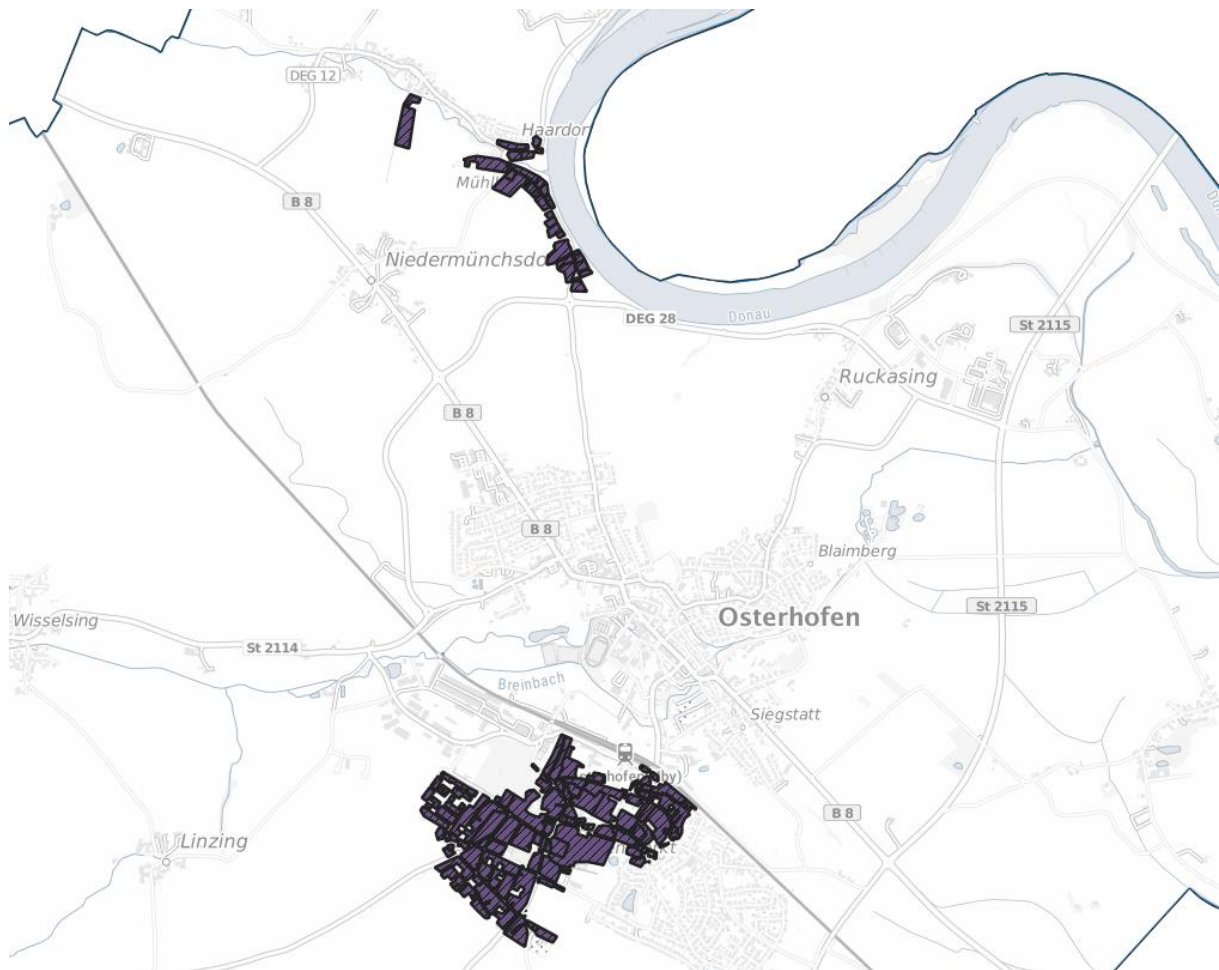 DEG 12
Haardor
Mühl
B 8
Niedermünchsdo
Donau
DEG 28
St 2115
Ruckasing
B 8
B 8
Blaimberg
Wisselsing
Osterhofen
St 2115
St 2114
Breinbach
Siegstatt
B 8
Linzing